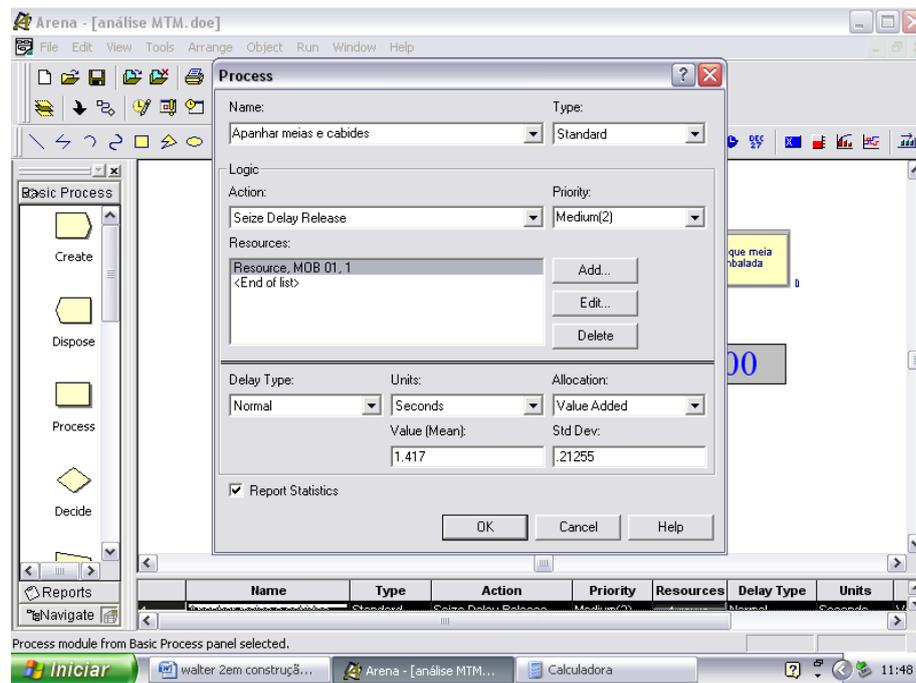 Arena - [análise MTM.doe]
File Edit View Tools Arrange Object Run Window Help
Process
Name:
Type:
Apanhar meias e cabides
Standard
Logic
Action:
Priority:
Seize Delay Release
Medium(2)
Resources:
Resource, MOB 01, 1
<End of list>
Add...
Edit...
Delete
Delay Type:
Units:
Allocation:
Normal
Seconds
Value Added
Value (Mean):
Std Dev:
1.417
.21255
Report Statistics
OK Cancel Help
Basic Process
Create
Dispose
Process
Decide
Reports
Navigate
DEC
27
que meia
mbalada
00
Name Type Action Priority Resources Delay Type Units
Standard Seize Delay Release Medium(2) Normal Seconds
Process module from Basic Process panel selected.
Iniciar
walter 2em construçã...
Arena - [análise MTM...
Calculadora
11:48